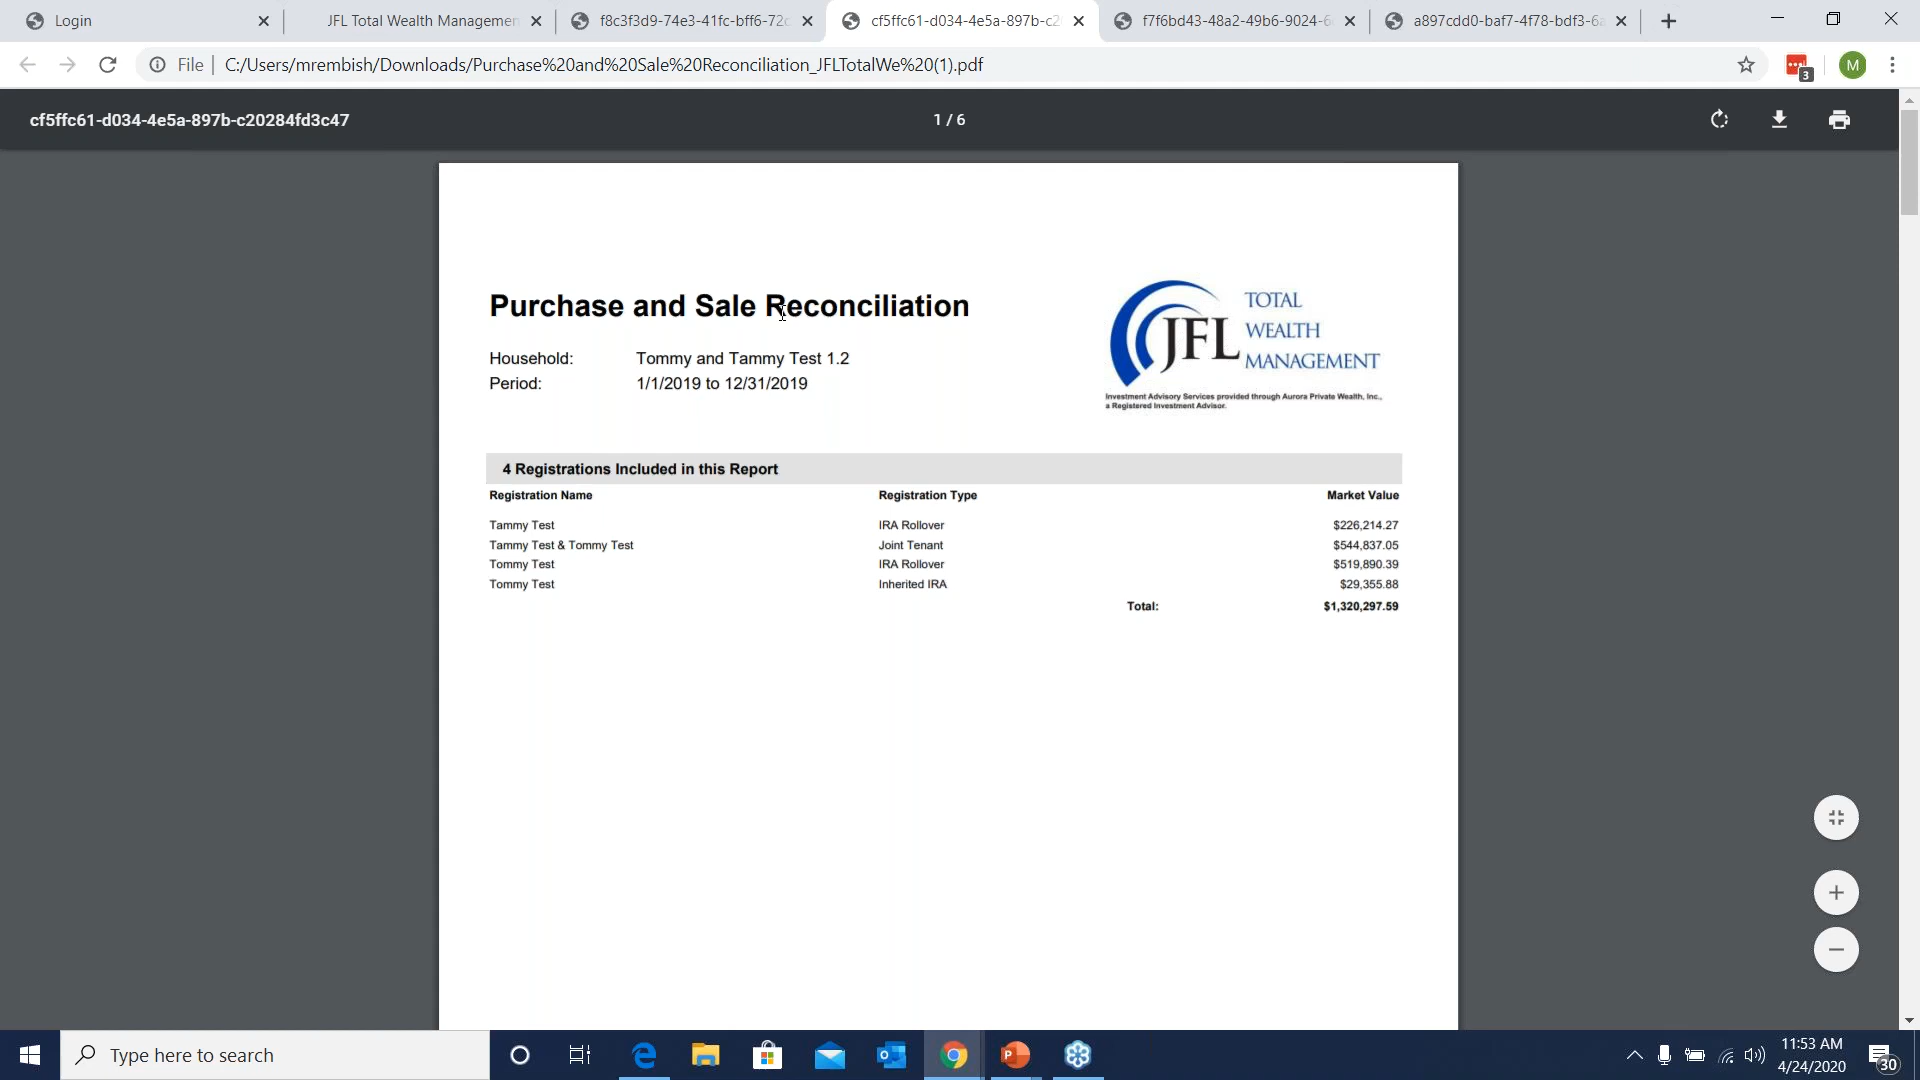 Login
JFL Total Wealth Managemen
f8c3f3d9-74e3-41fc-bff6-72
cf5ffc61-d034-4e5a-897b-c2
f7f6bd43-48a2-49b6-9024-6
a897cdd0-baf7-4f78-bdf3-6
File | C:/Users/mrembish/Downloads/Purchase%20and%20Sale%20Reconciliation_JFLTotalWe%20(1).pdf
3
M
cf5ffc61-d034-4e5a-897b-c20284fd3c47
1 / 6
Purchase and Sale Reconciliation
Household: Tommy and Tammy Test 1.2
Period: 1/1/2019 to 12/31/2019
JFL
TOTAL
WEALTH
MANAGEMENT
Investment Advisory Services provided through Aurora Private Wealth, Inc.,
a Registered Investment Advisor.
4 Registrations Included in this Report
Registration Name Registration Type Market Value
Tammy Test IRA Rollover $226,214.27
Tammy Test & Tommy Test Joint Tenant $544,837.05
Tommy Test IRA Rollover $519,890.39
Tommy Test Inherited IRA $29,355.88
Total: $1,320,297.59
Type here to search
11:53 AM
4/24/2020
30